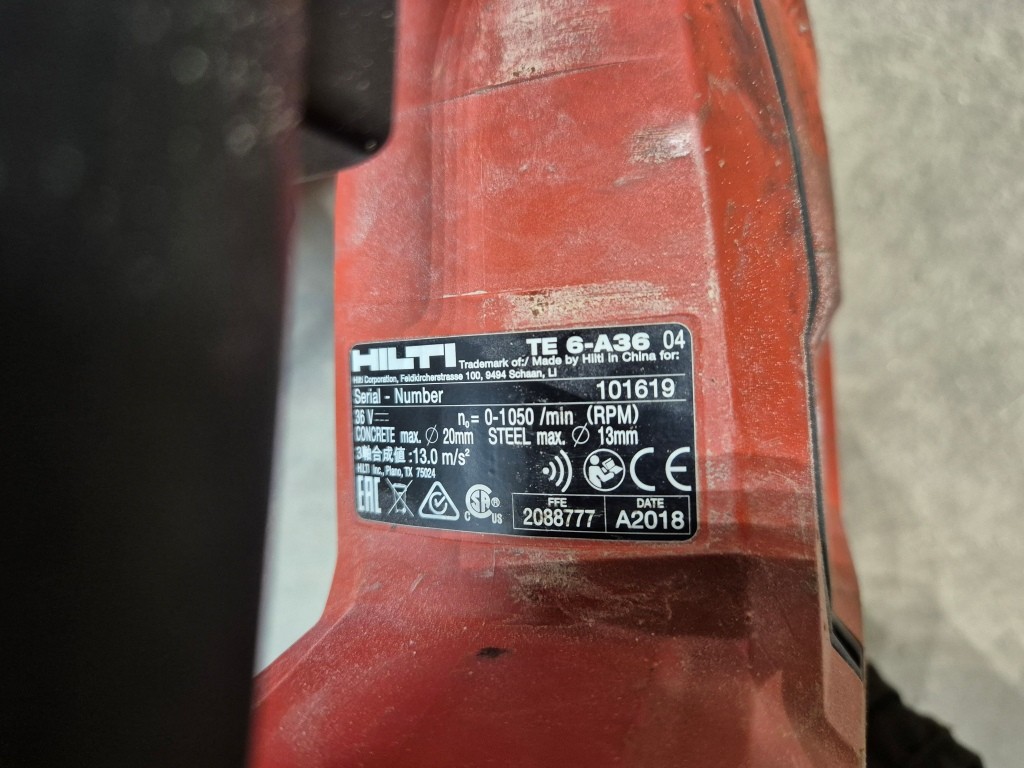 HILTI TE 6-A36 04
Trademark of:/ Made by Hilti in China for:
Hilti Corporation, Feldkircherstrasse 100, 9494 Schaan, LI
Serial - Number 101619
36 V⎓ n₀= 0-1050 /min (RPM)
CONCRETE max. ∅ 20mm STEEL max. ∅ 13mm
3軸合成値 :13.0 m/s²
HILTI Inc., Plano, TX 75024
CE
EAC C SA ® US
FFE DATE
2088777 A2018